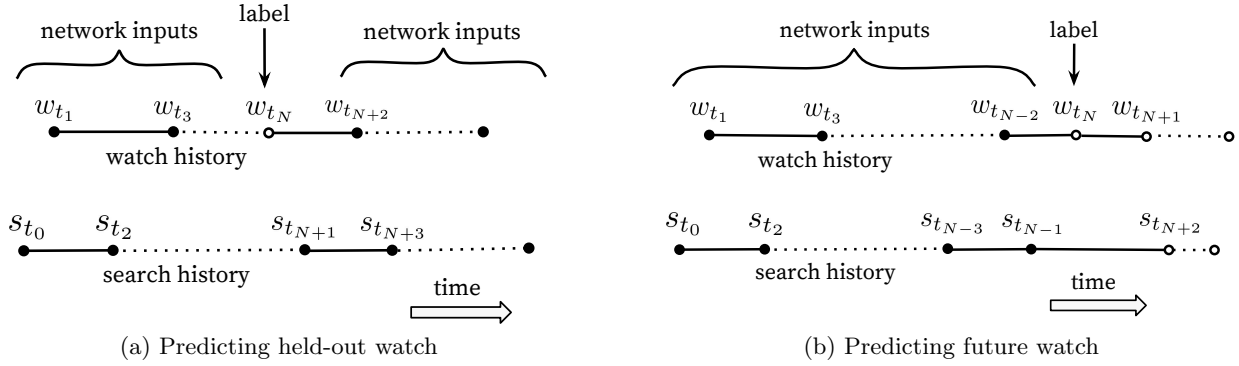 label
network inputs network inputs
w_{t_1} w_{t_3} w_{t_N} w_{t_{N+2}}
watch history
s_{t_0} s_{t_2} s_{t_{N+1}} s_{t_{N+3}}
search history
time
(a) Predicting held-out watch
network inputs
label
w_{t_1} w_{t_3} w_{t_{N-2}} w_{t_N} w_{t_{N+1}}
watch history
s_{t_0} s_{t_2} s_{t_{N-3}} s_{t_{N-1}} s_{t_{N+2}}
search history
time
(b) Predicting future watch